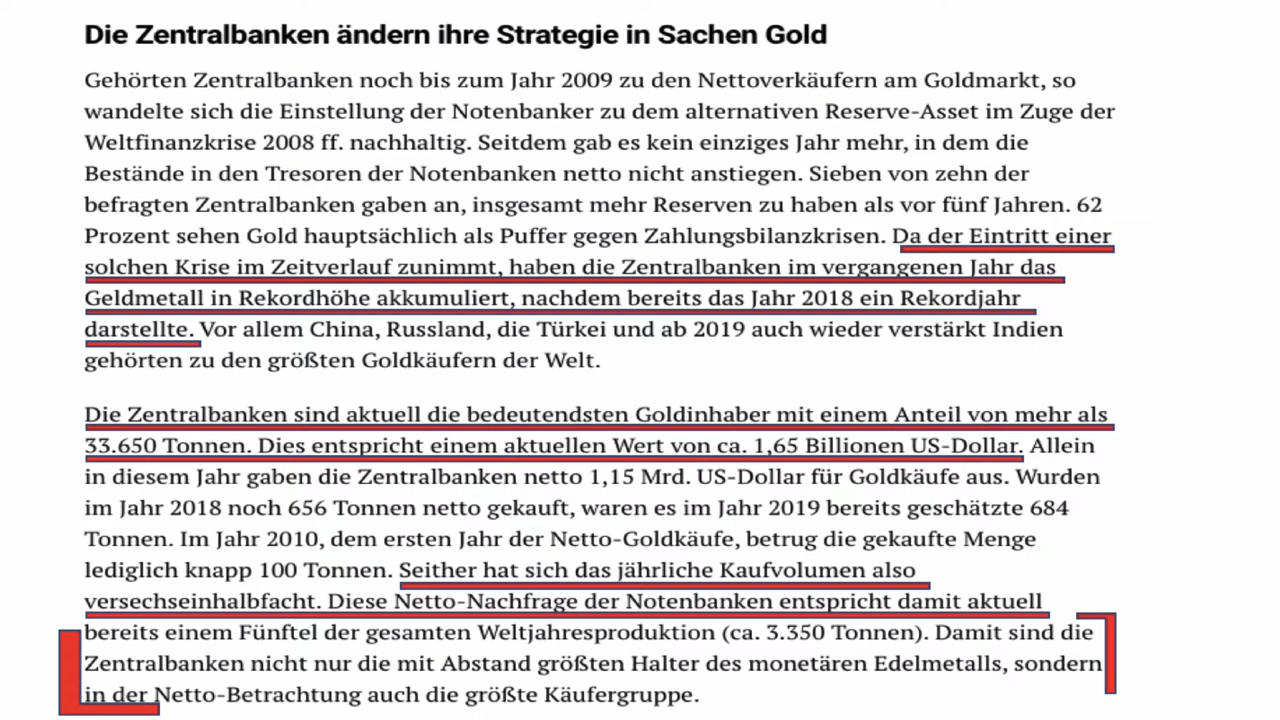 Die Zentralbanken ändern ihre Strategie in Sachen Gold
Gehörten Zentralbanken noch bis zum Jahr 2009 zu den Nettoverkäufern am Goldmarkt, so
wandelte sich die Einstellung der Notenbanker zu dem alternativen Reserve-Asset im Zuge der
Weltfinanzkrise 2008 ff. nachhaltig. Seitdem gab es kein einziges Jahr mehr, in dem die
Bestände in den Tresoren der Notenbanken netto nicht anstiegen. Sieben von zehn der
befragten Zentralbanken gaben an, insgesamt mehr Reserven zu haben als vor fünf Jahren. 62
Prozent sehen Gold hauptsächlich als Puffer gegen Zahlungsbilanzkrisen. Da der Eintritt einer
solchen Krise im Zeitverlauf zunimmt, haben die Zentralbanken im vergangenen Jahr das
Geldmetall in Rekordhöhe akkumuliert, nachdem bereits das Jahr 2018 ein Rekordjahr
darstellte. Vor allem China, Russland, die Türkei und ab 2019 auch wieder verstärkt Indien
gehörten zu den größten Goldkäufern der Welt.
Die Zentralbanken sind aktuell die bedeutendsten Goldinhaber mit einem Anteil von mehr als
33.650 Tonnen. Dies entspricht einem aktuellen Wert von ca. 1,65 Billionen US-Dollar. Allein
in diesem Jahr gaben die Zentralbanken netto 1,15 Mrd. US-Dollar für Goldkäufe aus. Wurden
im Jahr 2018 noch 656 Tonnen netto gekauft, waren es im Jahr 2019 bereits geschätzte 684
Tonnen. Im Jahr 2010, dem ersten Jahr der Netto-Goldkäufe, betrug die gekaufte Menge
lediglich knapp 100 Tonnen. Seither hat sich das jährliche Kaufvolumen also
versechseinhalbfacht. Diese Netto-Nachfrage der Notenbanken entspricht damit aktuell
bereits einem Fünftel der gesamten Weltjahresproduktion (ca. 3.350 Tonnen). Damit sind die
Zentralbanken nicht nur die mit Abstand größten Halter des monetären Edelmetalls, sondern
in der Netto-Betrachtung auch die größte Käufergruppe.